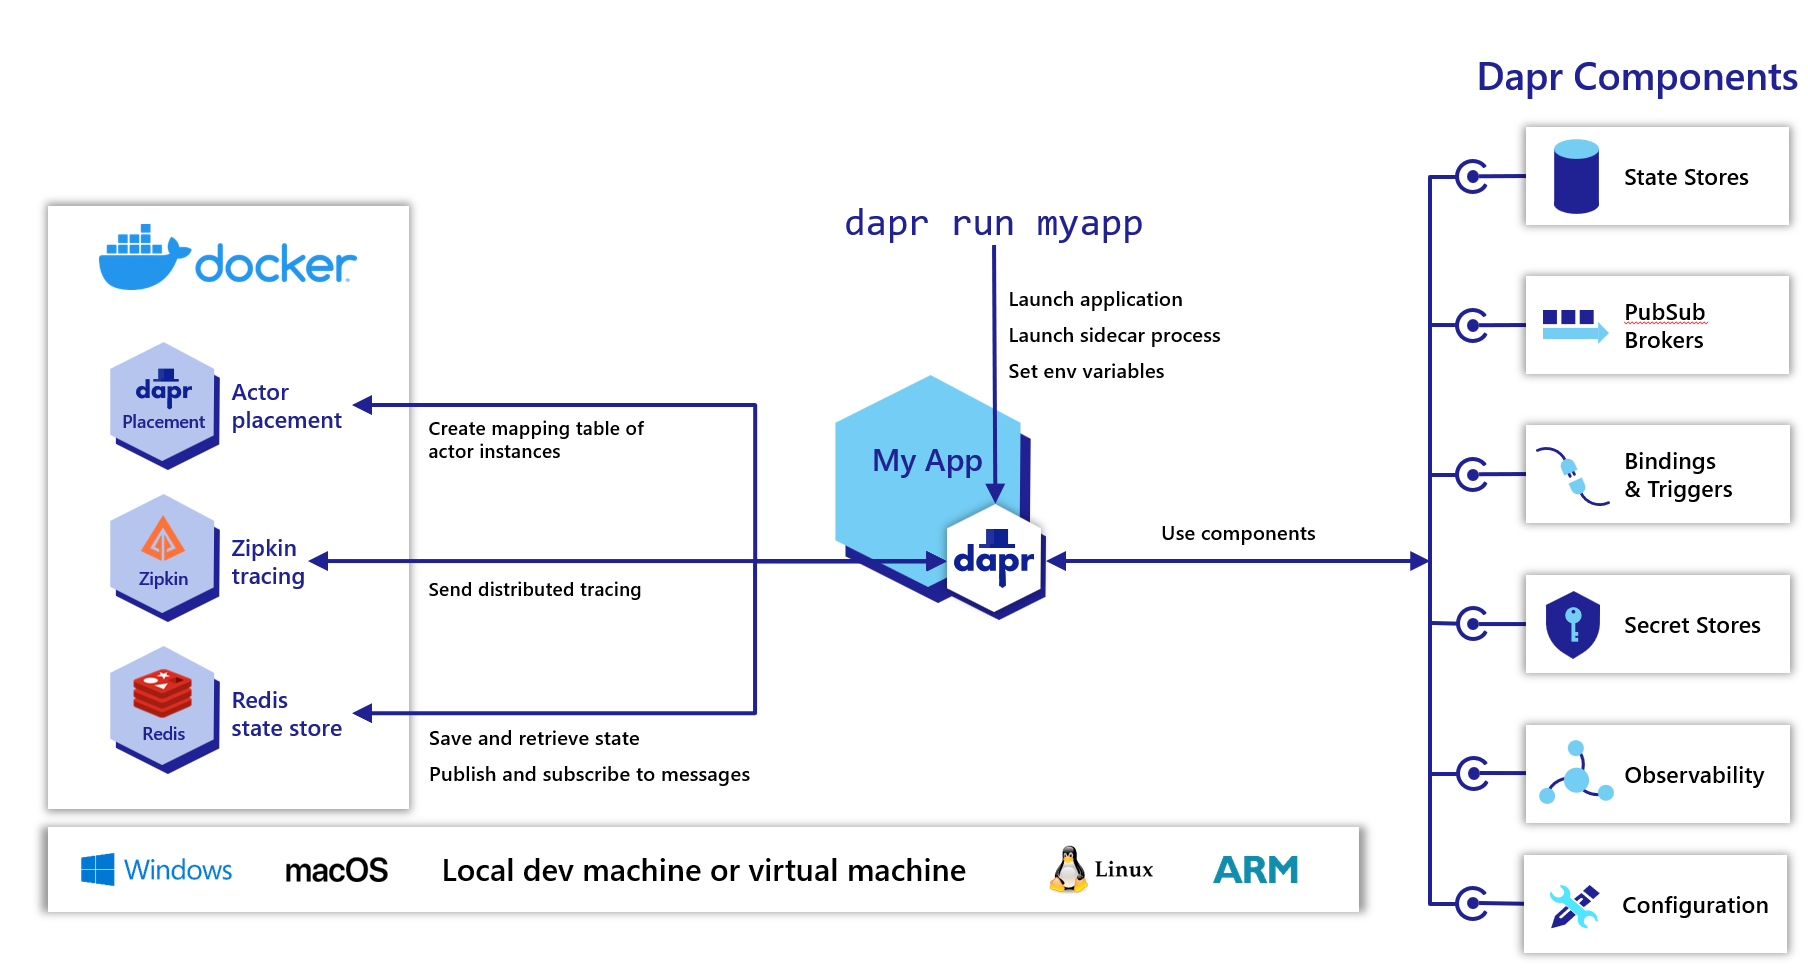 Dapr Components
State Stores
dapr run myapp
docker
Launch application
PubSub
Brokers
Launch sidecar process
Set env variables
dapr
Placement
Actor
placement
Create mapping table of
actor instances
My App
Bindings
& Triggers
Use components
Zipkin
Zipkin
tracing
dapr
Send distributed tracing
Secret Stores
Redis
Redis
state store
Save and retrieve state
Publish and subscribe to messages
Observability
Windows
macOS
Local dev machine or virtual machine
Linux
ARM
Configuration